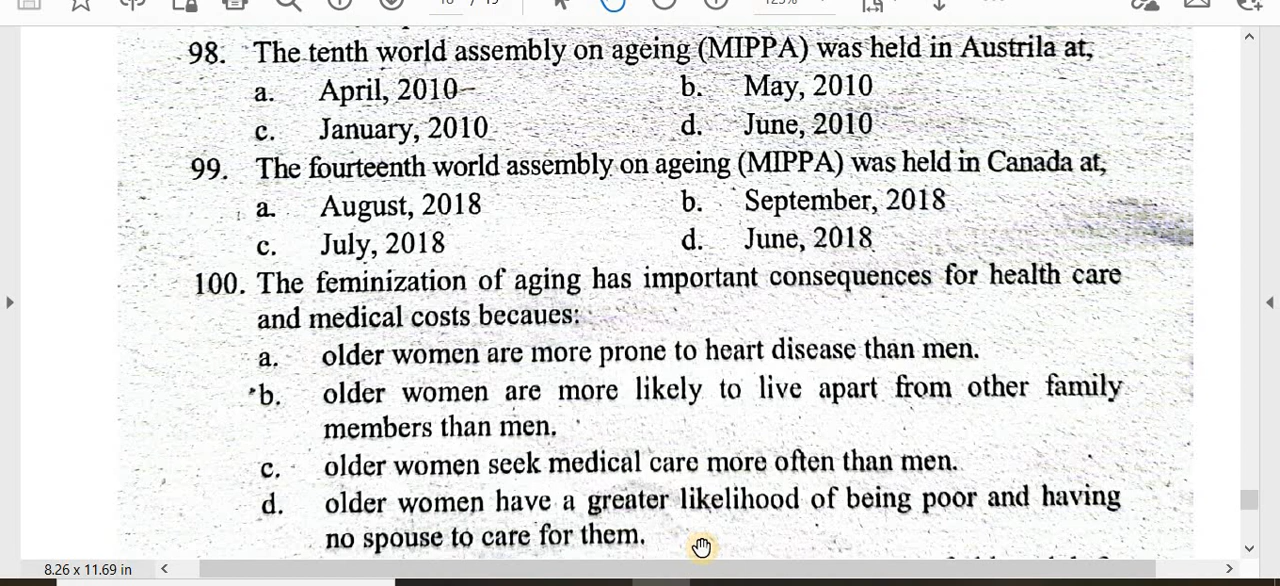 98. The tenth world assembly on ageing (MIPPA) was held in Austrila at,
a. April, 2010 b. May, 2010
c. January, 2010 d. June, 2010
99. The fourteenth world assembly on ageing (MIPPA) was held in Canada at,
a. August, 2018 b. September, 2018
c. July, 2018 d. June, 2018
100. The feminization of aging has important consequences for health care
and medical costs becaues:
a. older women are more prone to heart disease than men.
b. older women are more likely to live apart from other family
members than men.
c. older women seek medical care more often than men.
d. older women have a greater likelihood of being poor and having
no spouse to care for them.
8.26 x 11.69 in